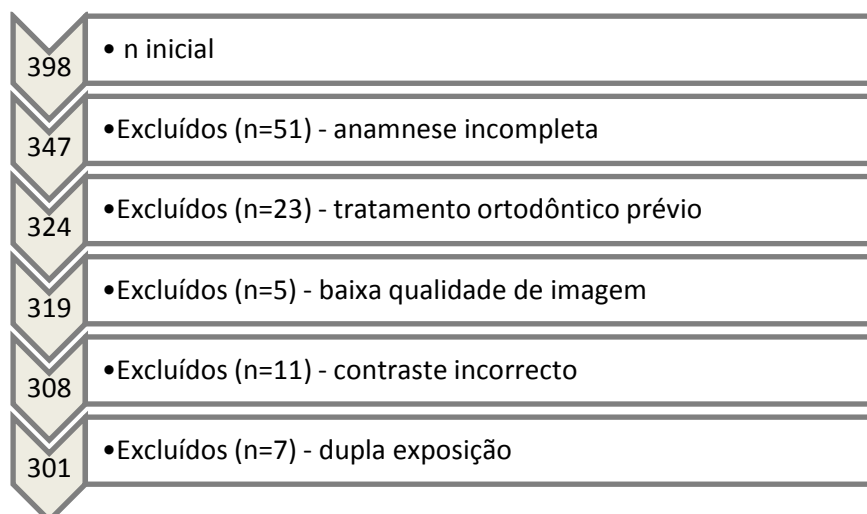 398 • n inicial
347 •Excluídos (n=51) - anamnese incompleta
324 •Excluídos (n=23) - tratamento ortodôntico prévio
319 •Excluídos (n=5) - baixa qualidade de imagem
308 •Excluídos (n=11) - contraste incorrecto
301 •Excluídos (n=7) - dupla exposição